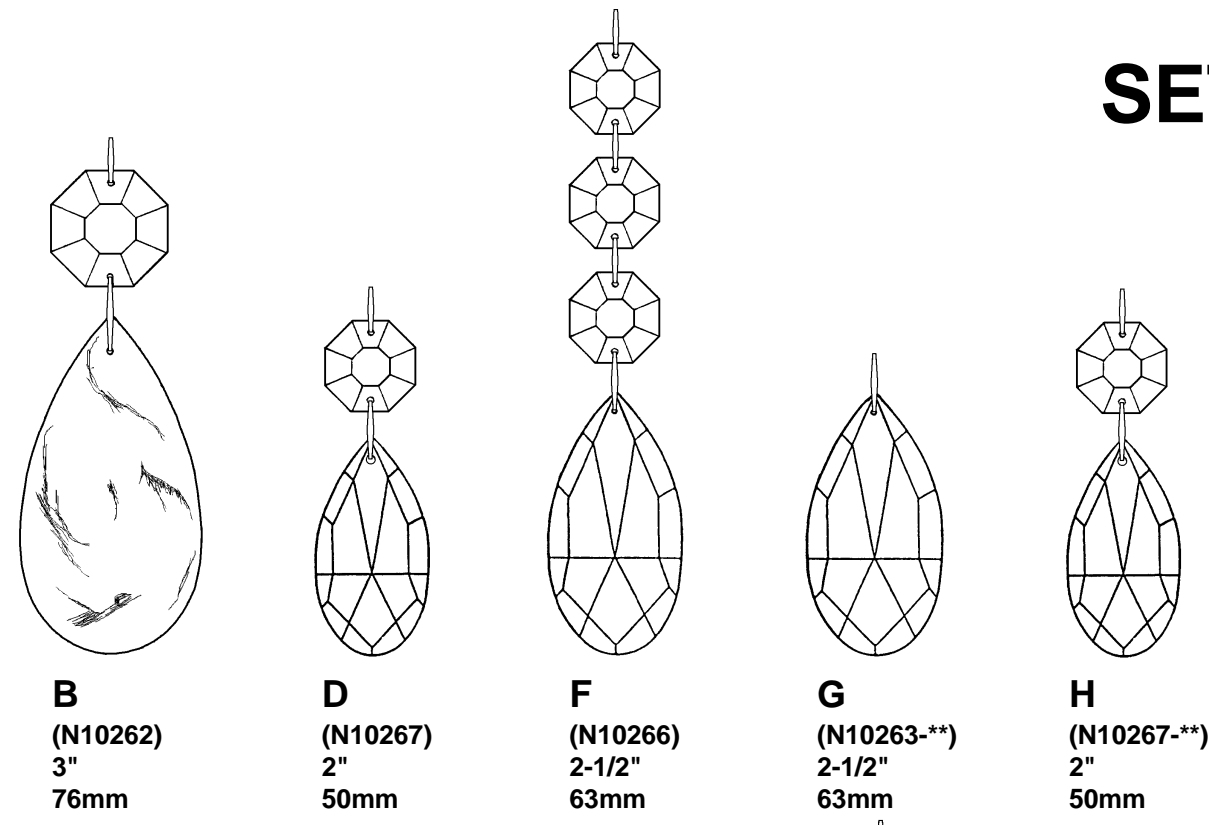 SET
B
(N10262)
3"
76mm
D
(N10267)
2"
50mm
F
(N10266)
2-1/2"
63mm
G
(N10263-**)
2-1/2"
63mm
H
(N10267-**)
2"
50mm